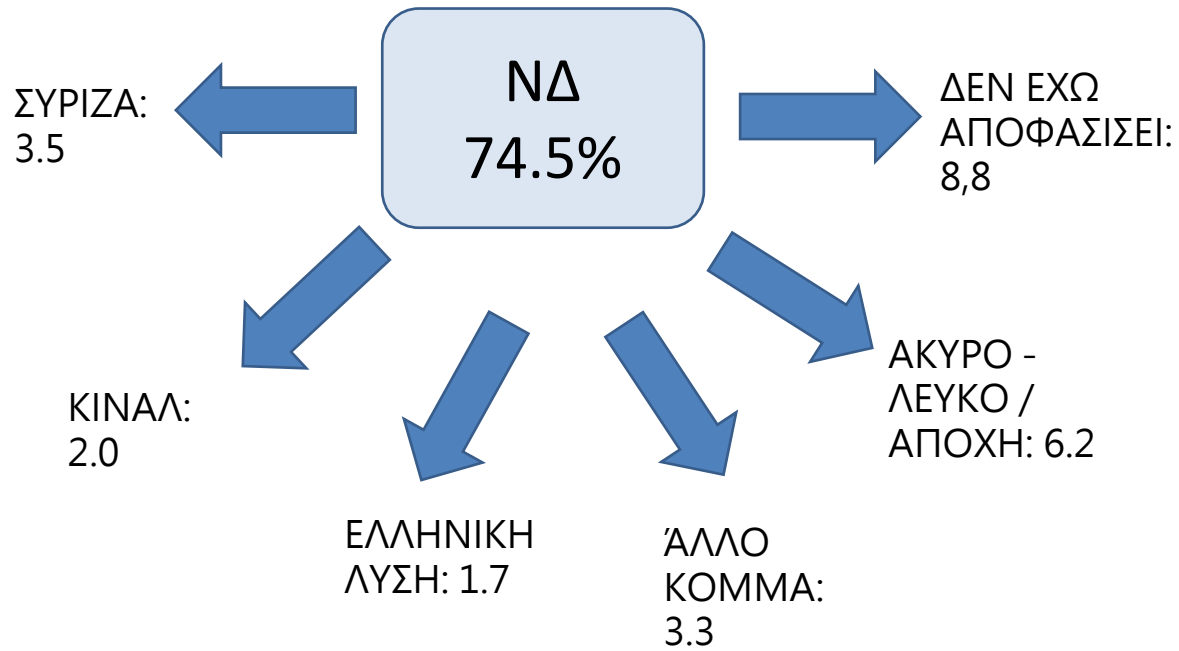 ΝΔ
74.5%
ΣΥΡΙΖΑ:
3.5
ΔΕΝ ΕΧΩ
ΑΠΟΦΑΣΙΣΕΙ:
8,8
ΚΙΝΑΛ:
2.0
ΕΛΛΗΝΙΚΗ
ΛΥΣΗ: 1.7
ΆΛΛΟ
ΚΟΜΜΑ:
3.3
ΑΚΥΡΟ -
ΛΕΥΚΟ /
ΑΠΟΧΗ: 6.2